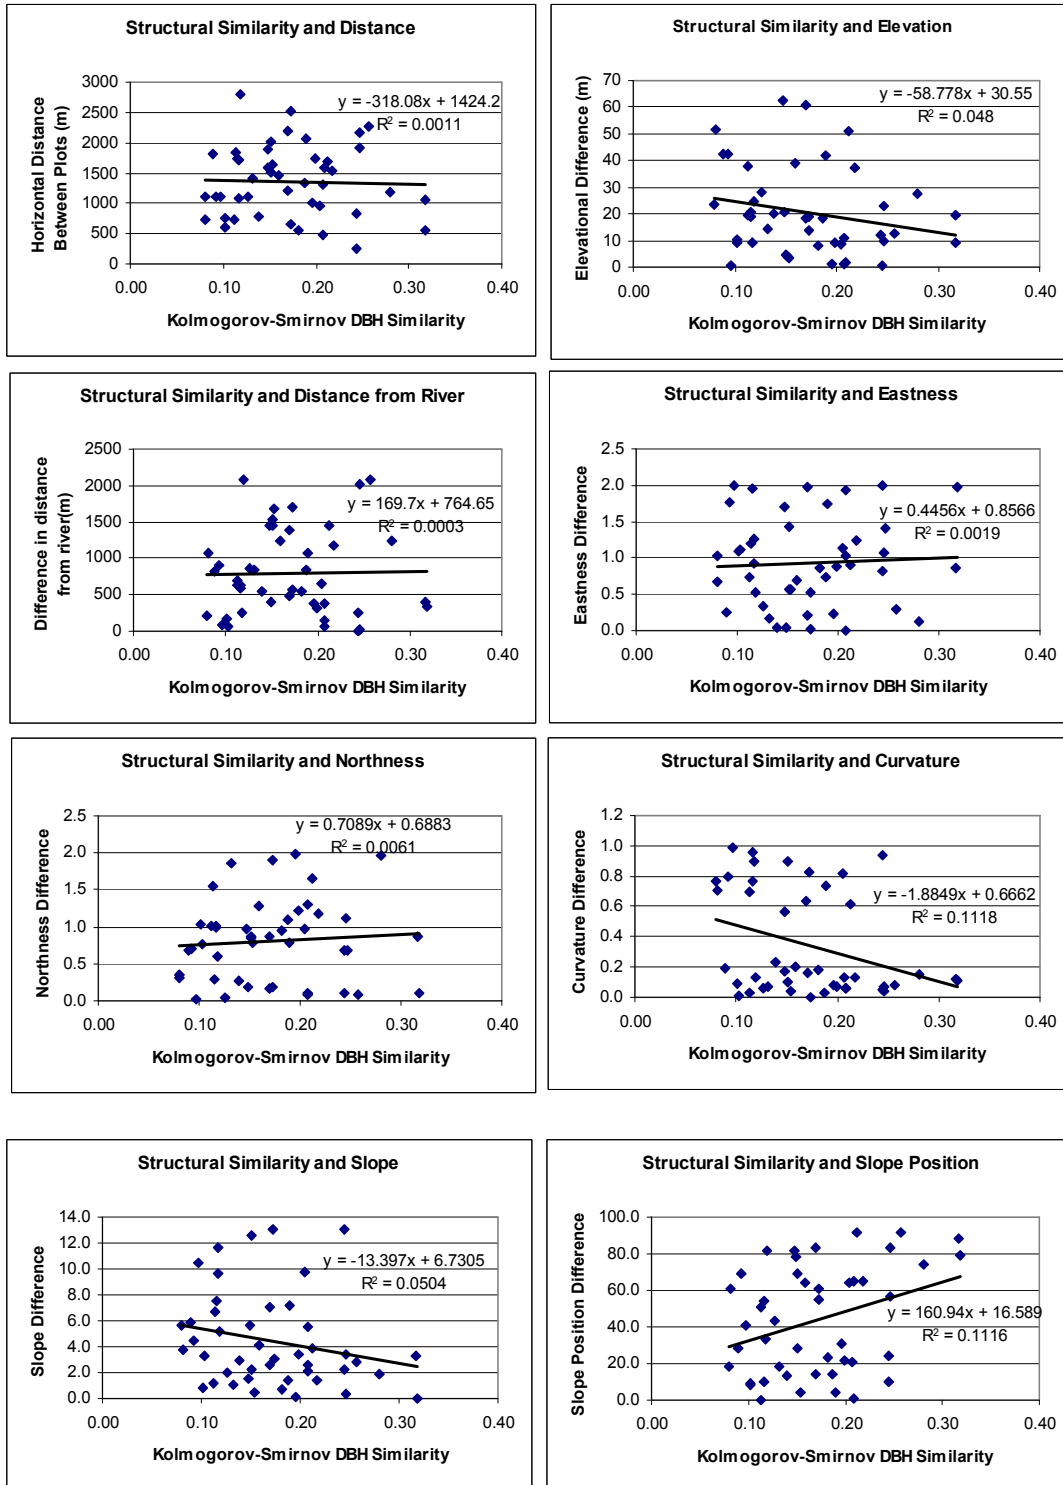 Structural Similarity and Distance
3000
2500
2000
1500
1000
500
0
Horizontal Distance
Between Plots (m)
y = -318.08x + 1424.2
R² = 0.0011
0.00 0.10 0.20 0.30 0.40
Kolmogorov-Smirnov DBH Similarity
Structural Similarity and Elevation
70
60
50
40
30
20
10
0
Elevational Difference (m)
y = -58.778x + 30.55
R² = 0.048
0.00 0.10 0.20 0.30 0.40
Kolmogorov-Smirnov DBH Similarity
Structural Similarity and Distance from River
2500
2000
1500
1000
500
0
Difference in distance
from river(m)
y = 169.7x + 764.65
R² = 0.0003
0.00 0.10 0.20 0.30 0.40
Kolmogorov-Smirnov DBH Similarity
Structural Similarity and Eastness
2.5
2.0
1.5
1.0
0.5
0.0
Eastness Difference
y = 0.4456x + 0.8566
R² = 0.0019
0.00 0.10 0.20 0.30 0.40
Kolmogorov-Smirnov DBH Similarity
Structural Similarity and Northness
2.5
2.0
1.5
1.0
0.5
0.0
Northness Difference
y = 0.7089x + 0.6883
R² = 0.0061
0.00 0.10 0.20 0.30 0.40
Kolmogorov-Smirnov DBH Similarity
Structural Similarity and Curvature
1.2
1.0
0.8
0.6
0.4
0.2
0.0
Curvature Difference
y = -1.8849x + 0.6662
R² = 0.1118
0.00 0.10 0.20 0.30 0.40
Kolmogorov-Smirnov DBH Similarity
Structural Similarity and Slope
14.0
12.0
10.0
8.0
6.0
4.0
2.0
0.0
Slope Difference
y = -13.397x + 6.7305
R² = 0.0504
0.00 0.10 0.20 0.30 0.40
Kolmogorov-Smirnov DBH Similarity
Structural Similarity and Slope Position
100.0
80.0
60.0
40.0
20.0
0.0
Slope Position Difference
y = 160.94x + 16.589
R² = 0.1116
0.00 0.10 0.20 0.30 0.40
Kolmogorov-Smirnov DBH Similarity